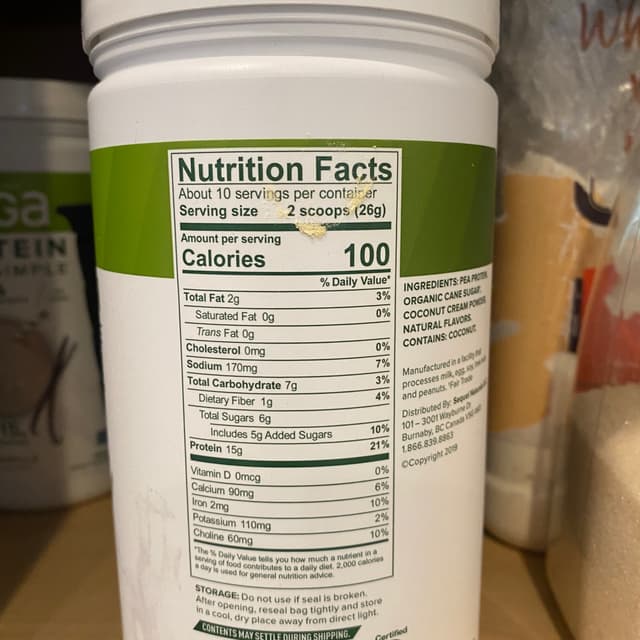 Nutrition Facts
About 10 servings per container
Serving size 2 scoops (26g)
Amount per serving
Calories 100
% Daily Value*
Total Fat 2g 3%
Saturated Fat 0g 0%
Trans Fat 0g
Cholesterol 0mg 0%
Sodium 170mg 7%
Total Carbohydrate 7g 3%
Dietary Fiber 1g 4%
Total Sugars 6g
Includes 5g Added Sugars 10%
Protein 15g 21%
Vitamin D 0mcg 0%
Calcium 90mg 6%
Iron 2mg 10%
Potassium 110mg 2%
Choline 60mg 10%
*The % Daily Value tells you how much a nutrient in a
serving of food contributes to a daily diet. 2,000 calories
a day is used for general nutrition advice.
STORAGE: Do not use if seal is broken.
After opening, reseal bag tightly and store
in a cool, dry place away from direct light.
CONTENTS MAY SETTLE DURING SHIPPING.
Certified
INGREDIENTS: PEA PROTEIN,
ORGANIC CANE SUGAR,
COCONUT CREAM POWDER,
NATURAL FLAVORS.
CONTAINS: COCONUT.
Manufactured in a facility that
processes milk, egg, soy,
and peanuts. *Fair Trade
Distributed By: Sequel
101 – 3001 Wayburne Dr.
Burnaby, BC Canada
1.866.839.8863
©Copyright 2019
ga
TEIN
IMPLE
Wh